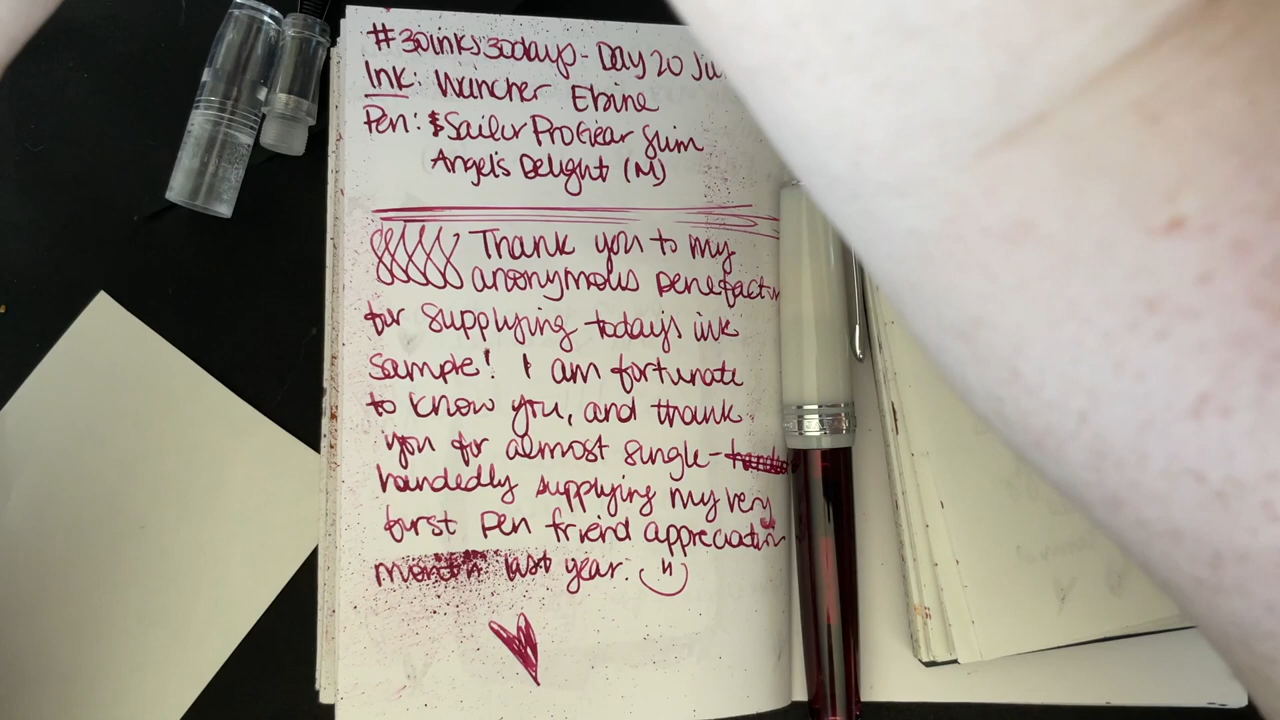 #30inks30days - Day 20 Ju
Ink: Wancher Ebine
Pen: Sailor ProGear Slim
Angel's Delight (M)
Thank you to my
anonymous penefactor
for supplying today's ink
sample! I am fortunate
to know you, and thank
you for almost single-
handedly supplying my very
first pen friend appreciation
month last year.